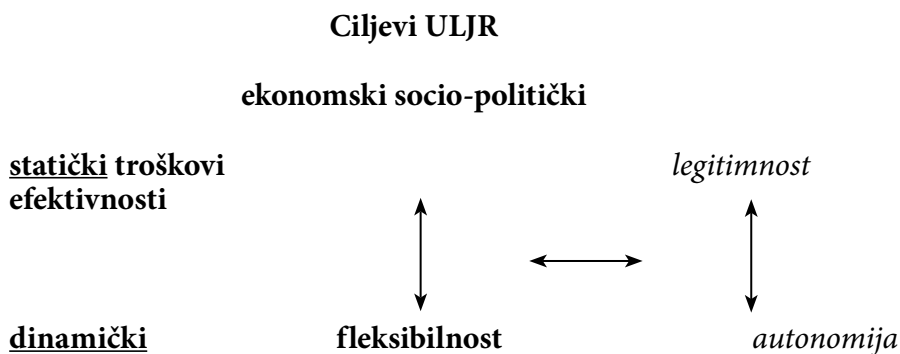 Ciljevi ULJR
ekonomski socio-politički
statički troškovi legitimnost
efektivnosti
dinamički fleksibilnost autonomija